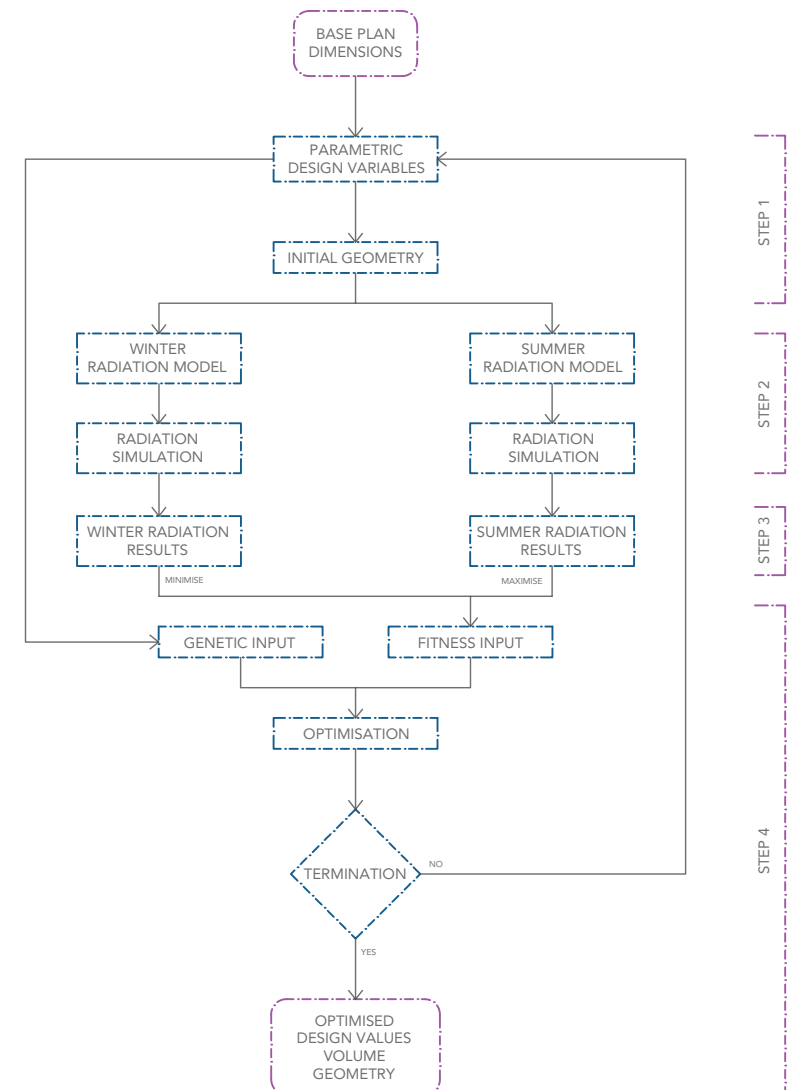 BASE PLAN
DIMENSIONS
PARAMETRIC
DESIGN VARIABLES
STEP 1
INITIAL GEOMETRY
WINTER
RADIATION MODEL
SUMMER
RADIATION MODEL
STEP 2
RADIATION
SIMULATION
RADIATION
SIMULATION
WINTER RADIATION
RESULTS
SUMMER RADIATION
RESULTS
STEP 3
MINIMISE
MAXIMISE
GENETIC INPUT
FITNESS INPUT
OPTIMISATION
TERMINATION
NO
STEP 4
YES
OPTIMISED
DESIGN VALUES
VOLUME
GEOMETRY